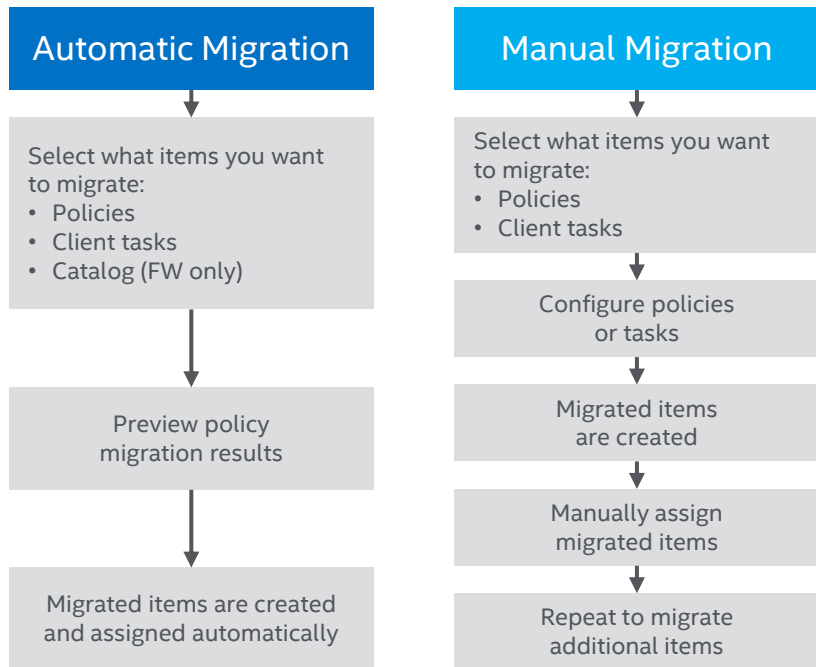 Automatic Migration
Select what items you want
to migrate:
• Policies
• Client tasks
• Catalog (FW only)
Preview policy
migration results
Migrated items are created
and assigned automatically
Manual Migration
Select what items you want
to migrate:
• Policies
• Client tasks
Configure policies
or tasks
Migrated items
are created
Manually assign
migrated items
Repeat to migrate
additional items